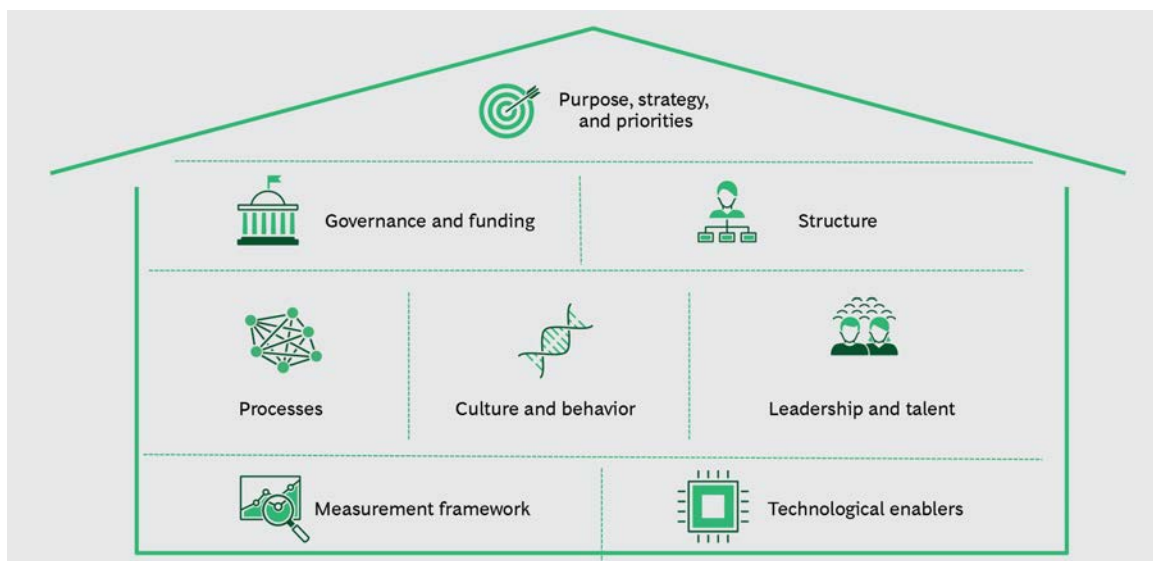 Purpose, strategy,
and priorities
Governance and funding
Structure
Processes
Culture and behavior
Leadership and talent
Measurement framework
Technological enablers